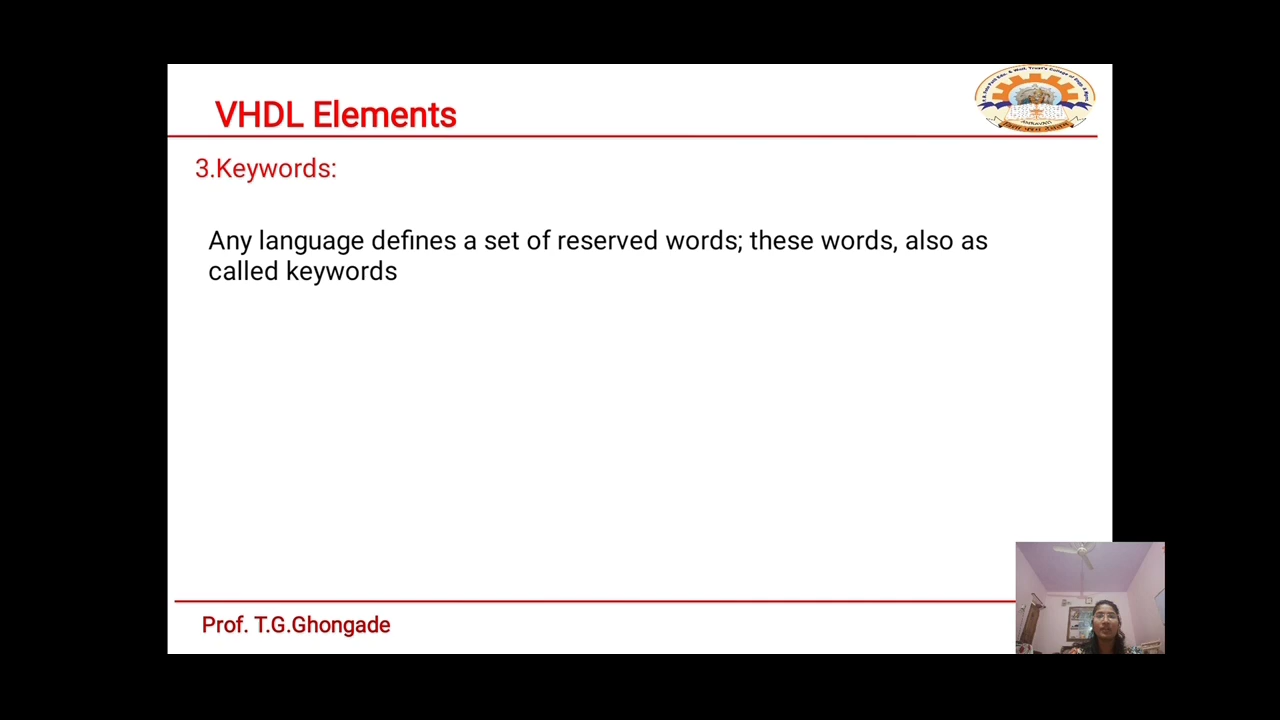 VHDL Elements
3.Keywords:
Any language defines a set of reserved words; these words, also as
called keywords
Prof. T.G.Ghongade